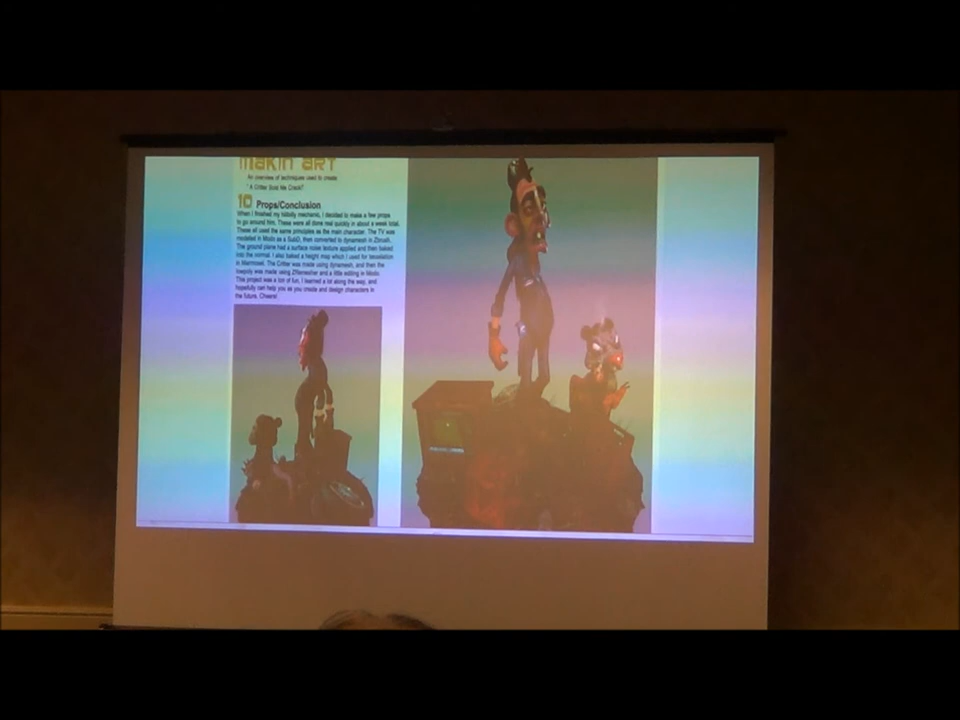 makin art
An overview of techniques used to create
"A Critter Stole Me Crack!"
10 Props/Conclusion
When I finished my hillbilly mechanic, I decided to make a few props
to go around him. These were all done real quickly in about a week total.
These all used the same principles as the main character. The TV was
modeled in Modo as a SubD, then converted to dynamesh in Zbrush.
The ground plane had a surface noise texture applied and then baked
into the normal. I also baked a height map which I used for tesselation
in Marmoset. The Critter was made using dynamesh, and then the
lowpoly was made using ZRemesher and a little editing in Modo.
This project was a ton of fun, I learned a lot along the way, and
hopefully can help you as you create and design characters in
the future. Cheers!